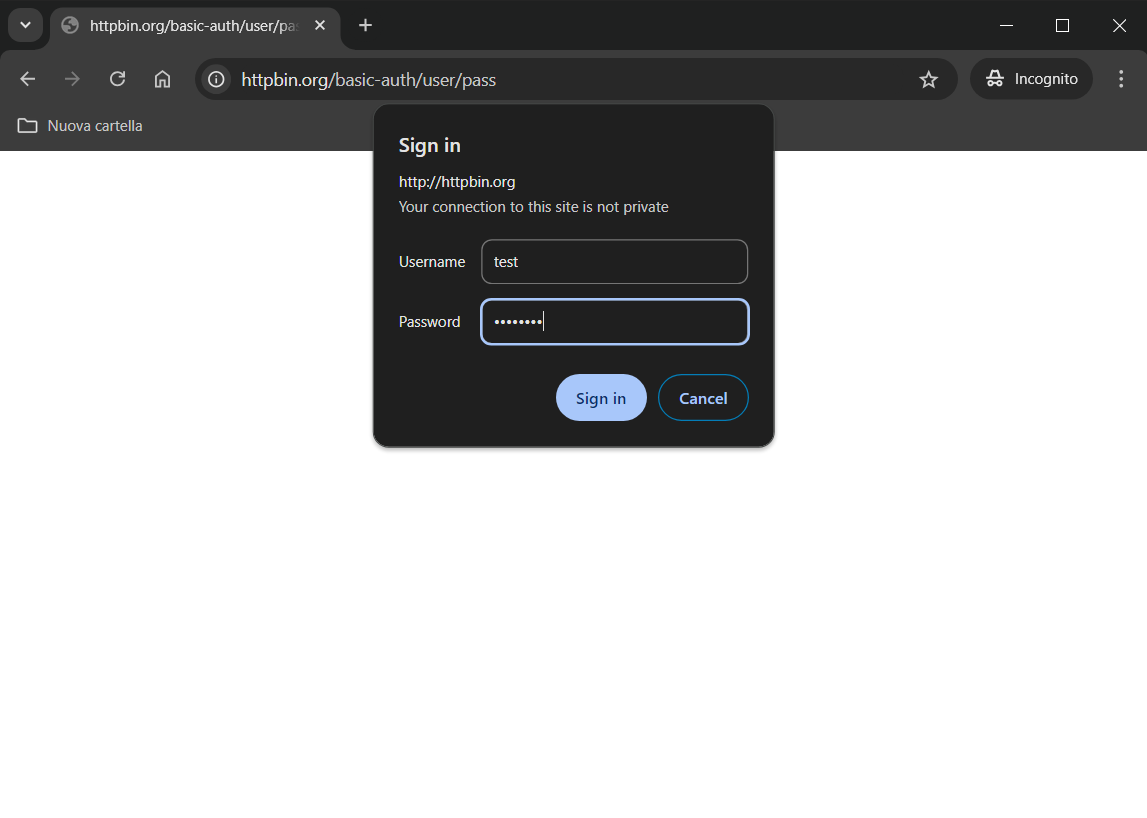 httpbin.org/basic-auth/user/pa
httpbin.org/basic-auth/user/pass
Incognito
Nuova cartella
Sign in
http://httpbin.org
Your connection to this site is not private
Username test
Password ••••••••
Sign in Cancel